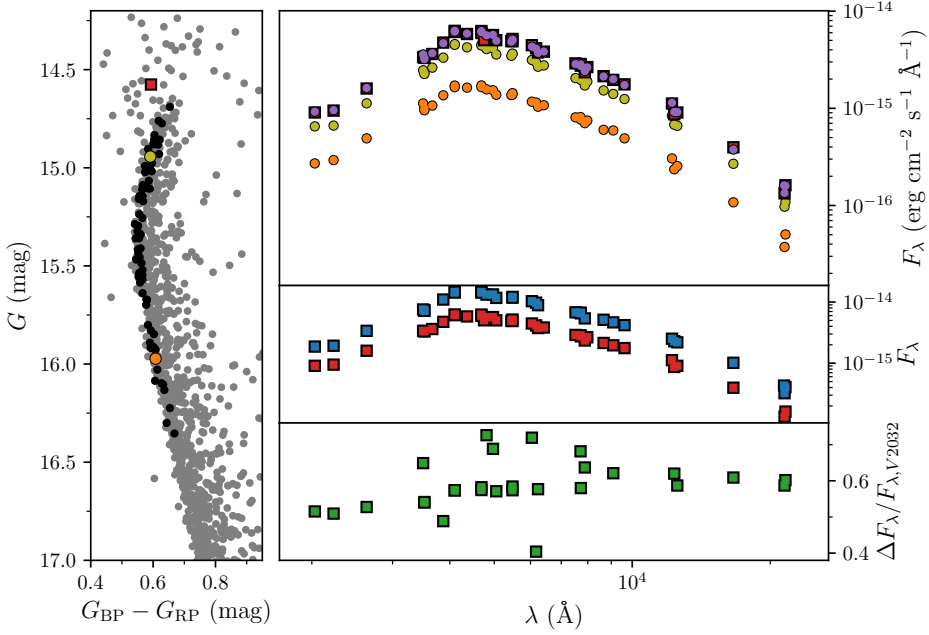 14.5
15.0
15.5
16.0
16.5
17.0
G (mag)
0.4
0.6
0.8
G_BP − G_RP (mag)
10^−14
10^−15
10^−16
F_λ (erg cm^−2 s^−1 Å^−1)
10^−14
10^−15
F_λ
0.6
0.4
ΔF_λ/F_λ,V2032
10^4
λ (Å)